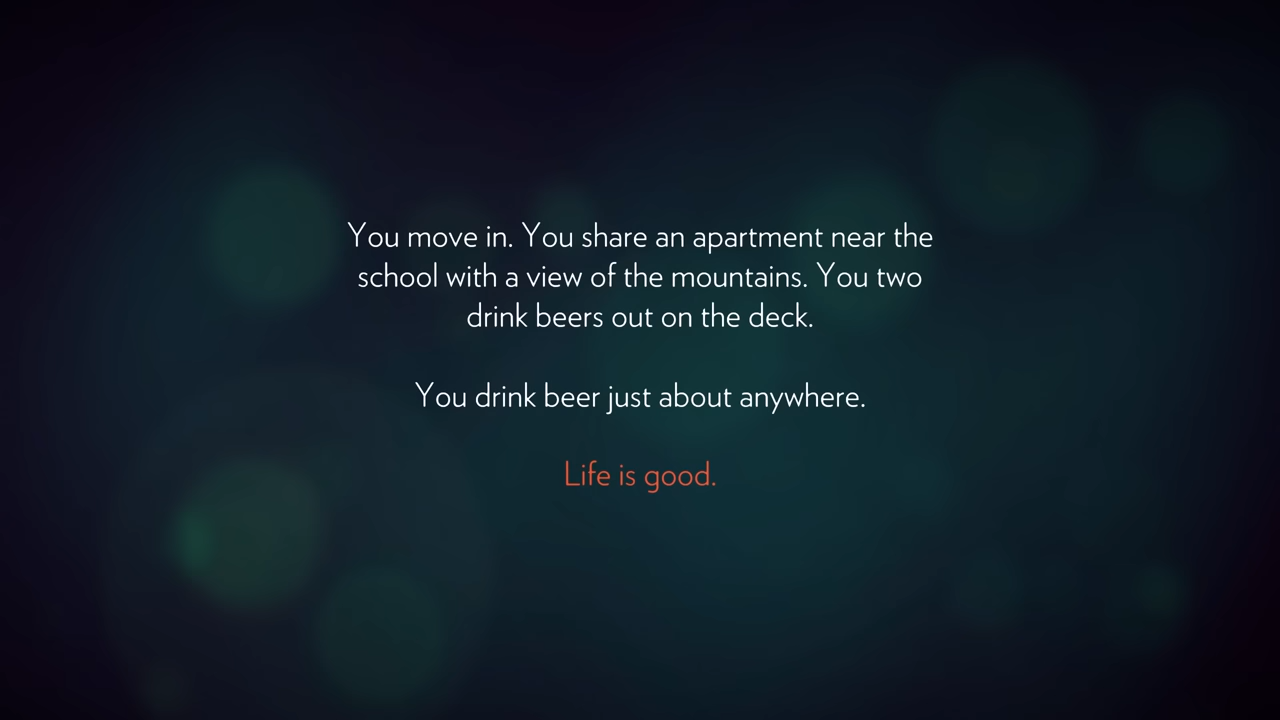 You move in. You share an apartment near the
school with a view of the mountains. You two
drink beers out on the deck.
You drink beer just about anywhere.
Life is good.